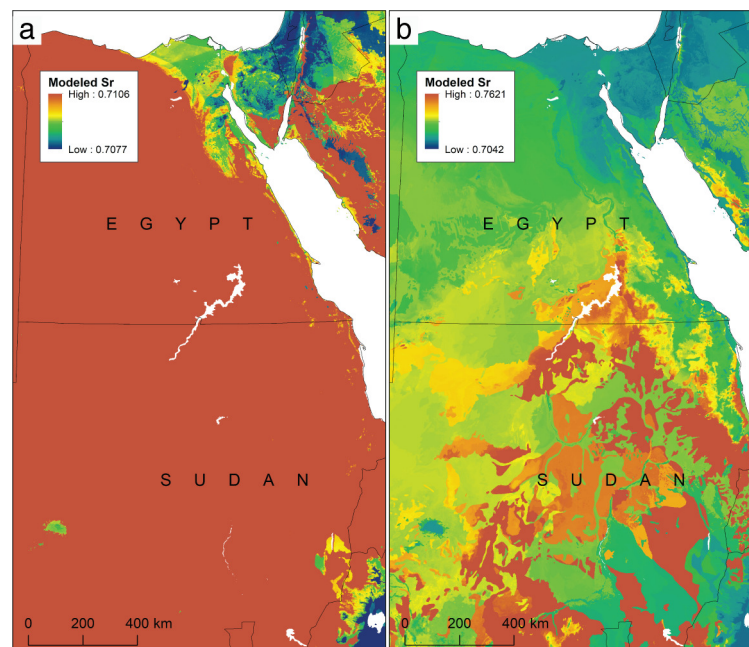 a
Modeled Sr
High : 0.7106
Low : 0.7077
E G Y P T
S U D A N
0 200 400 km
b
Modeled Sr
High : 0.7621
Low : 0.7042
E G Y P T
S U D A N
0 200 400 km